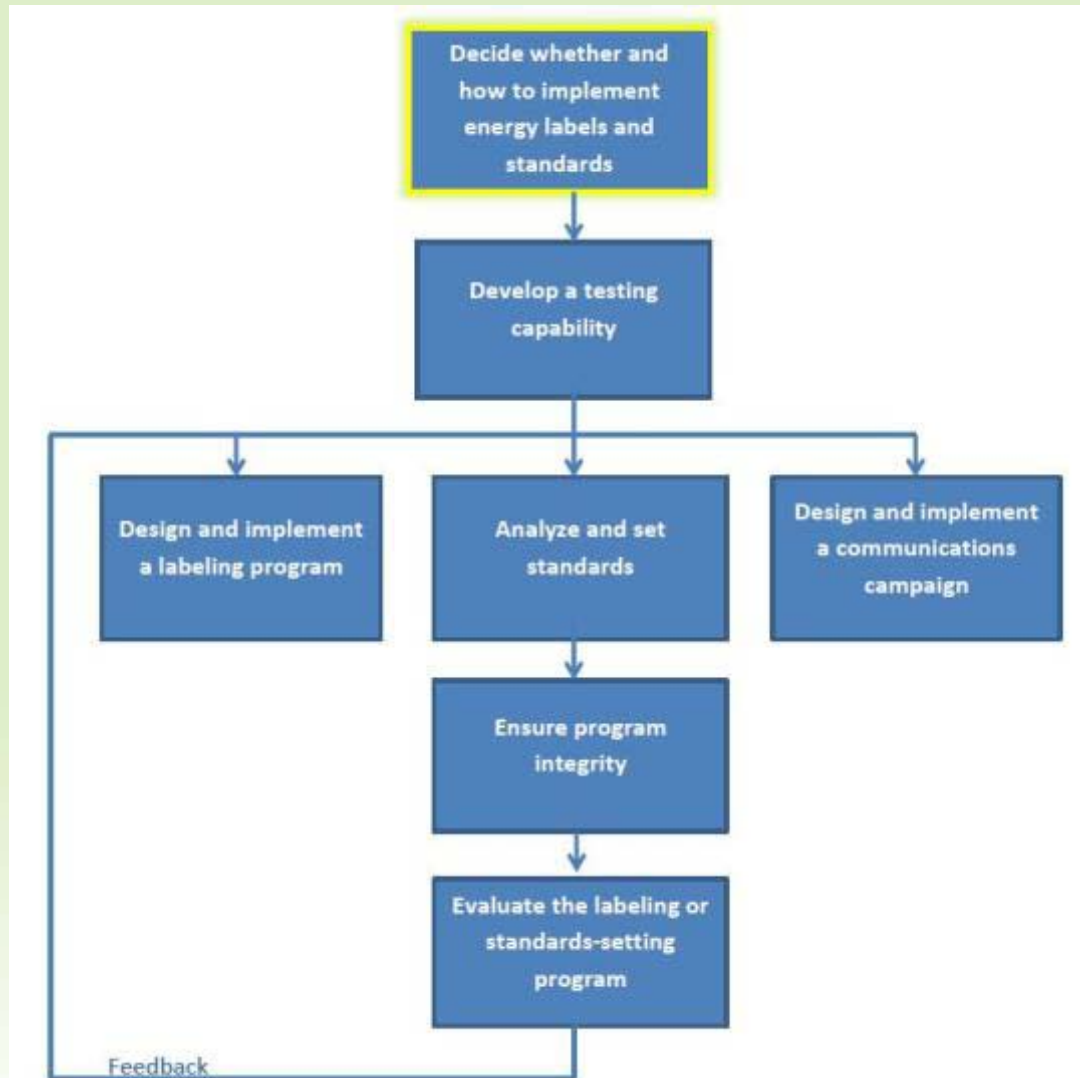 Decide whether and
how to implement
energy labels and
standards
Develop a testing
capability
Design and implement
a labeling program
Analyze and set
standards
Design and implement
a communications
campaign
Ensure program
integrity
Evaluate the labeling or
standards-setting
program
Feedback